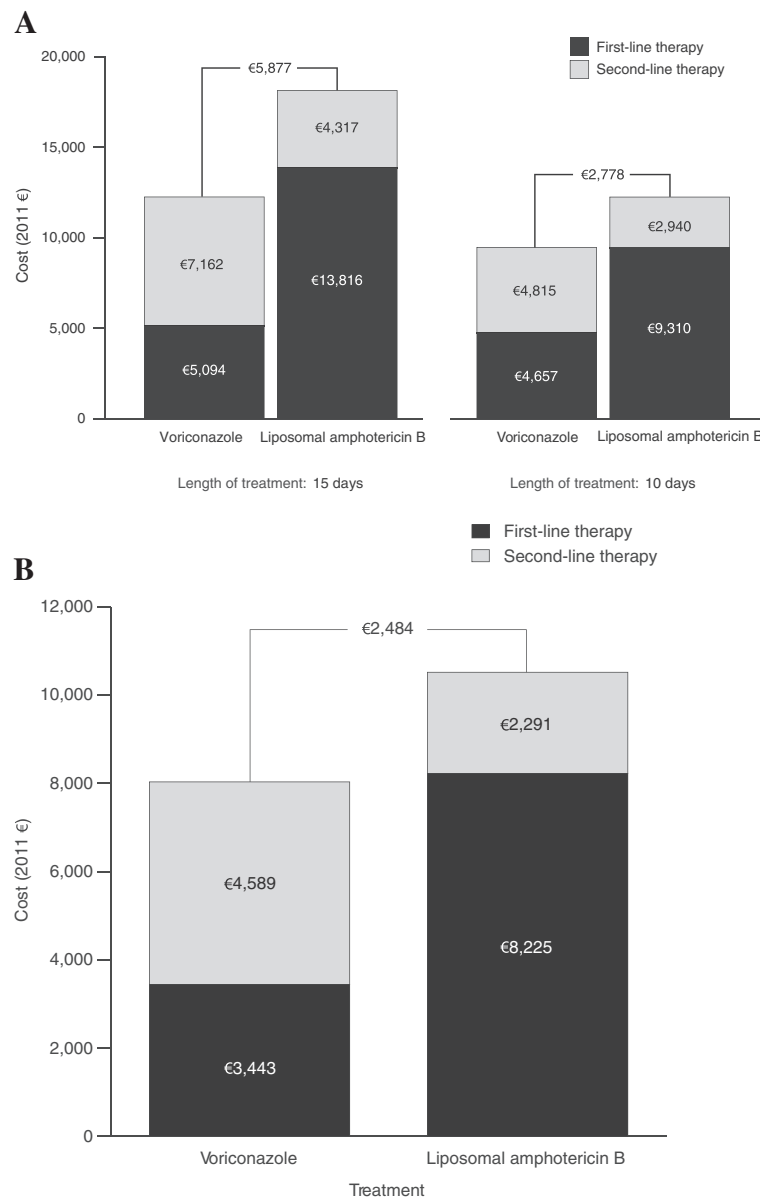 A
First-line therapy
Second-line therapy
20,000
15,000
10,000
5,000
0
Cost (2011 €)
€5,877
€4,317
€7,162
€13,816
€5,094
€2,778
€2,940
€4,815
€9,310
€4,657
Voriconazole
Liposomal amphotericin B
Voriconazole
Liposomal amphotericin B
Length of treatment: 15 days
Length of treatment: 10 days
First-line therapy
Second-line therapy
B
12,000
10,000
8,000
6,000
4,000
2,000
0
Cost (2011 €)
€2,484
€2,291
€4,589
€8,225
€3,443
Voriconazole
Liposomal amphotericin B
Treatment